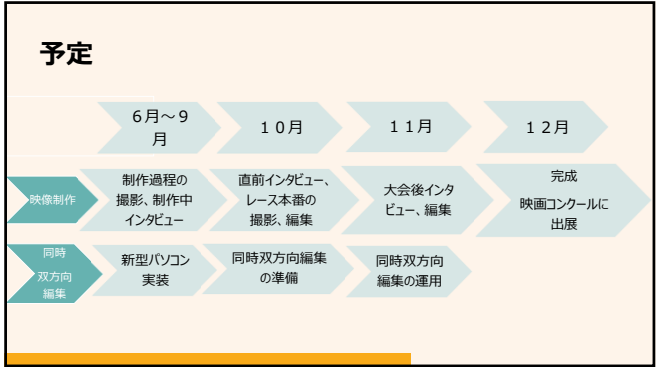 予定
６月～９
月
１０月
１１月
１２月
映像制作
制作過程の
撮影、制作中
インタビュー
直前インタビュー、
レース本番の
撮影、編集
大会後インタ
ビュー、編集
完成
映画コンクールに
出展
同時
双方向
編集
新型パソコン
実装
同時双方向編集
の準備
同時双方向
編集の運用